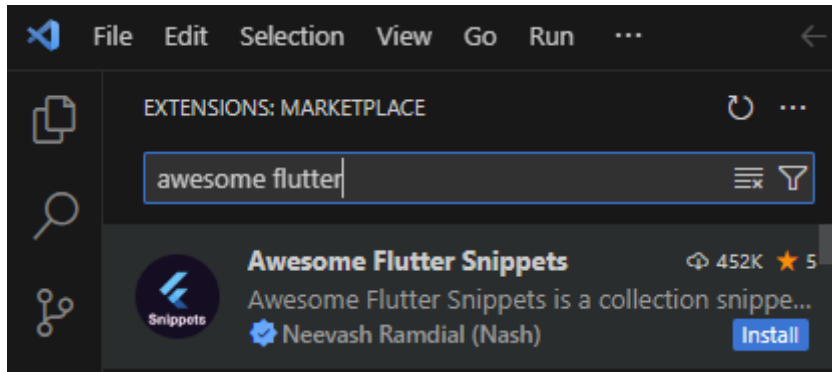 File Edit Selection View Go Run ...
EXTENSIONS: MARKETPLACE
awesome flutter
Awesome Flutter Snippets 452K 5
Awesome Flutter Snippets is a collection snippe...
Snippets
Neevash Ramdial (Nash) Install